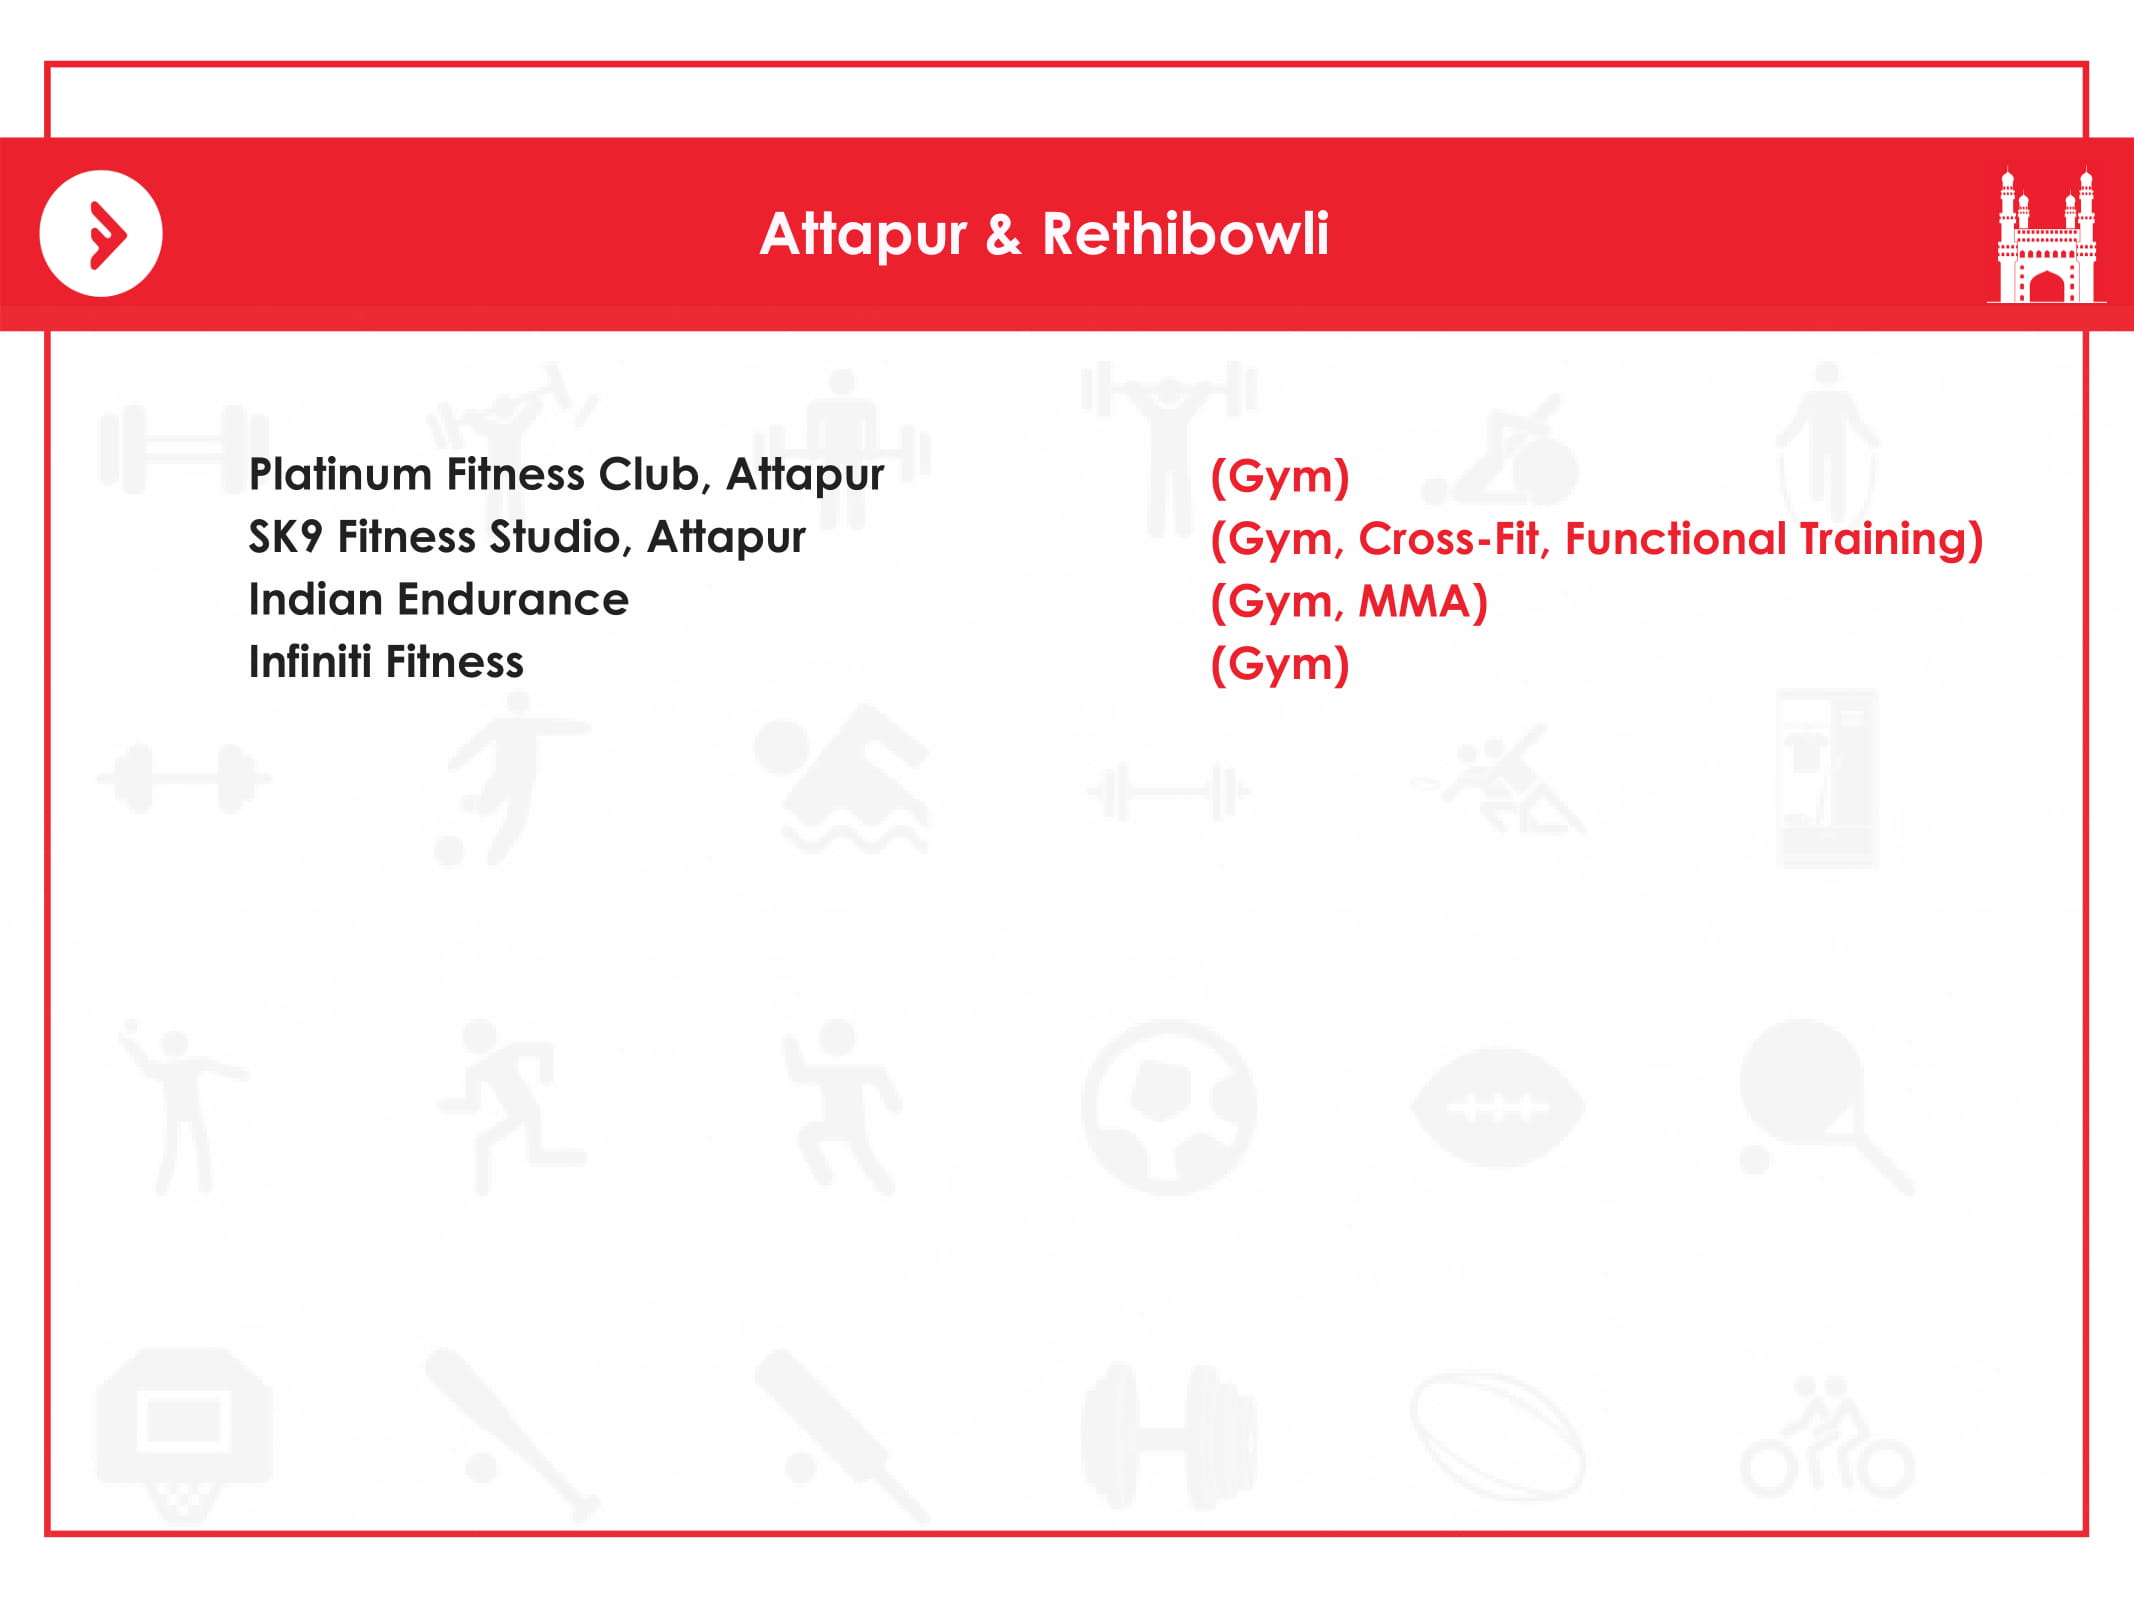 Attapur & Rethibowli
Platinum Fitness Club, Attapur (Gym)
SK9 Fitness Studio, Attapur (Gym, Cross-Fit, Functional Training)
Indian Endurance (Gym, MMA)
Infiniti Fitness (Gym)